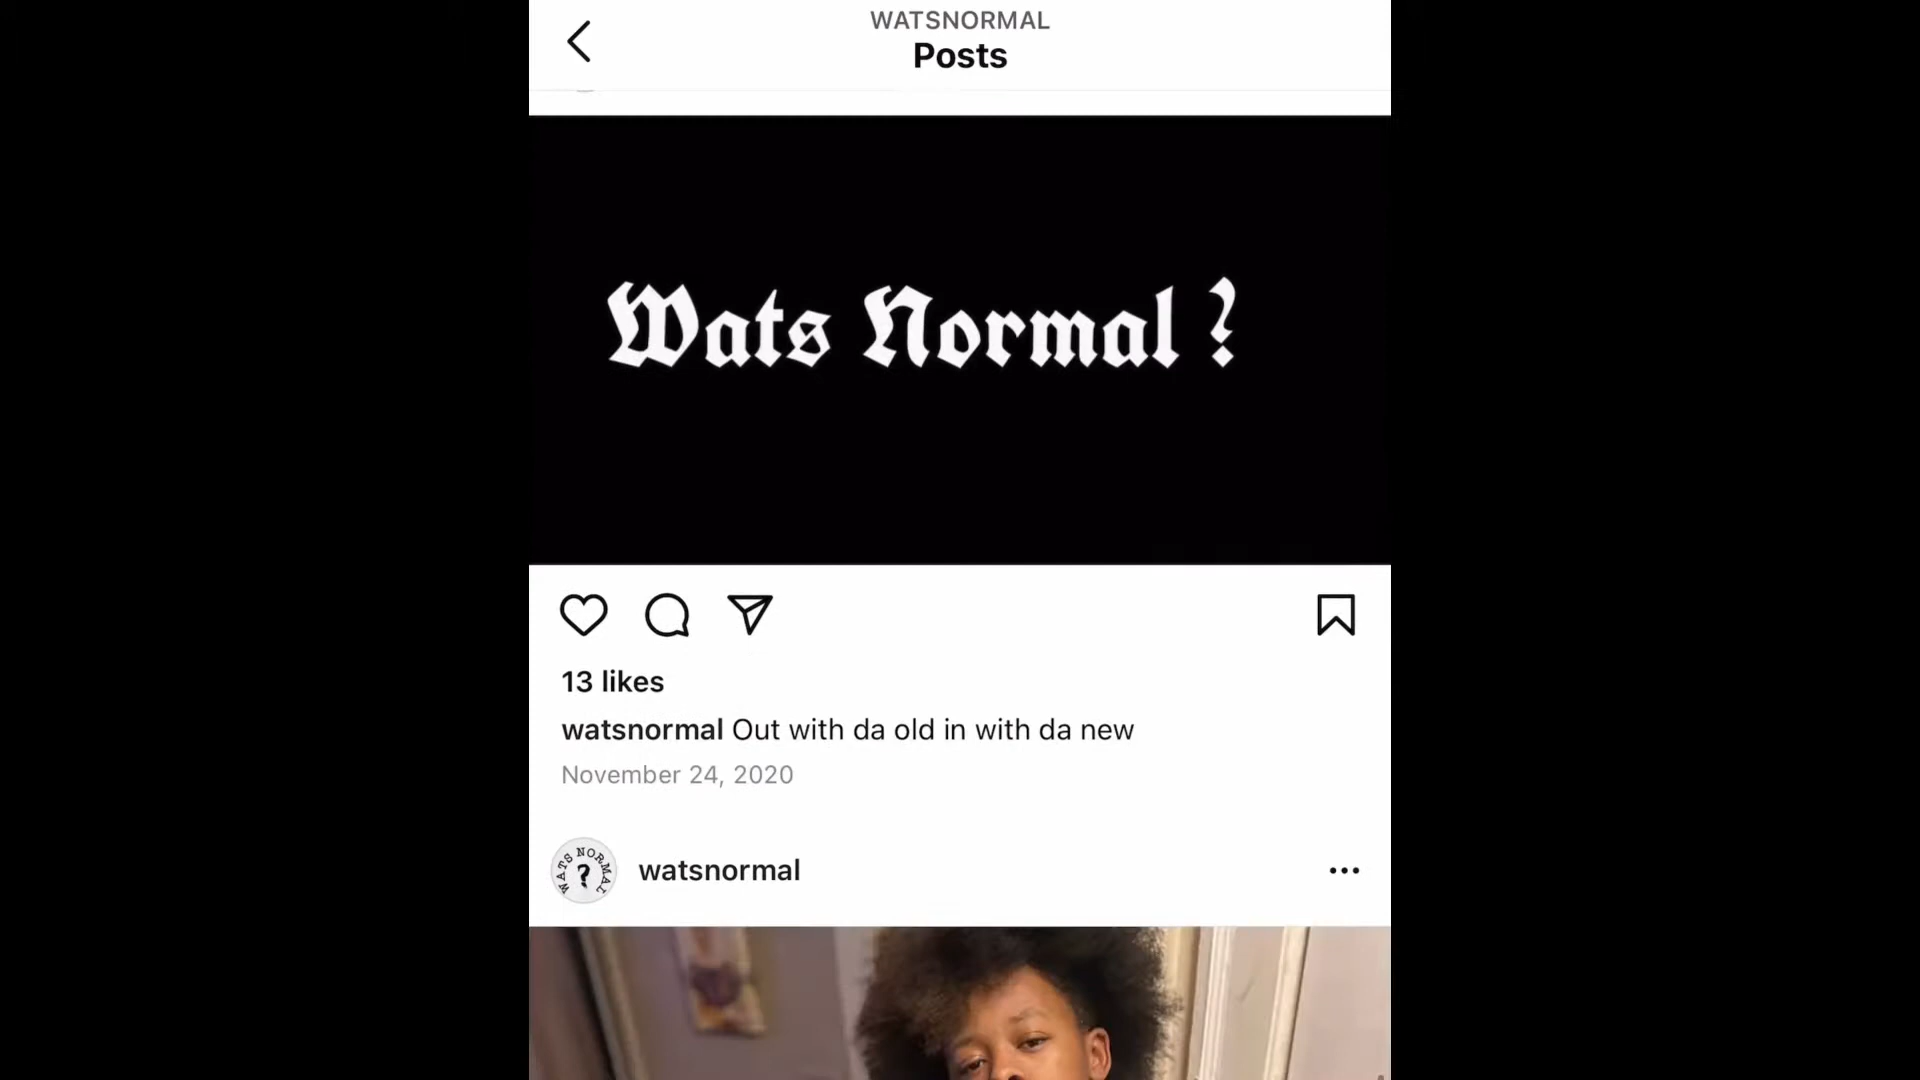 WATSNORMAL
Posts
Wats Normal ?
13 likes
watsnormal Out with da old in with da new
November 24, 2020
WATS NORMAL
?
watsnormal